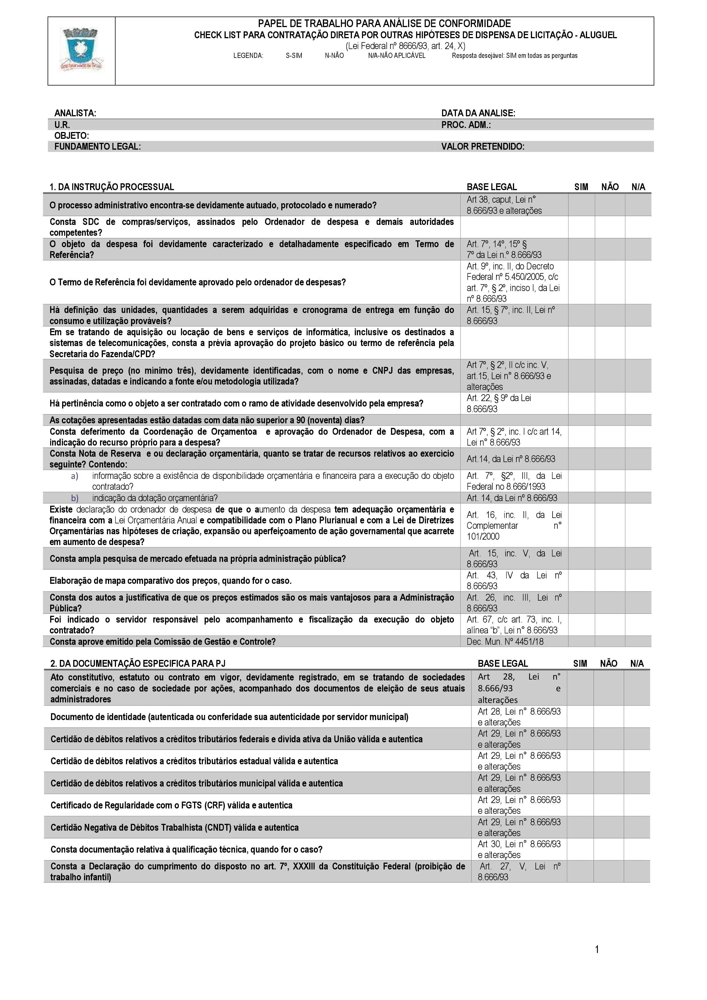 PAPEL DE TRABALHO PARA ANÁLISE DE CONFORMIDADE
CHECK LIST PARA CONTRATAÇÃO DIRETA POR OUTRAS HIPÓTESES DE DISPENSA DE LICITAÇÃO - ALUGUEL
(Lei Federal nº 8666/93, art. 24, X)
LEGENDA: S-SIM N-NÃO N/A-NÃO APLICÁVEL Resposta desejável: SIM em todas as perguntas
ANALISTA: DATA DA ANALISE:
U.R. PROC. ADM.:
OBJETO:
FUNDAMENTO LEGAL: VALOR PRETENDIDO:
1. DA INSTRUÇÃO PROCESSUAL BASE LEGAL SIM NÃO N/A
O processo administrativo encontra-se devidamente autuado, protocolado e numerado?
Art 38, caput, Lei n°
8.666/93 e alterações
Consta SDC de compras/serviços, assinados pelo Ordenador de despesa e demais autoridades
competentes?
O objeto da despesa foi devidamente caracterizado e detalhadamente especificado em Termo de
Referência?
Art. 7º, 14º, 15º §
7º da Lei n.º 8.666/93
O Termo de Referência foi devidamente aprovado pelo ordenador de despesas?
Art. 9º, inc. II, do Decreto
Federal nº 5.450/2005, c/c
art. 7º, § 2º, inciso I, da Lei
nº 8.666/93
Há definição das unidades, quantidades a serem adquiridas e cronograma de entrega em função do
consumo e utilização prováveis?
Art. 15, § 7º, inc. II, Lei nº
8.666/93
Em se tratando de aquisição ou locação de bens e serviços de informática, inclusive os destinados a
sistemas de telecomunicações, consta a prévia aprovação do projeto básico ou termo de referência pela
Secretaria do Fazenda/CPD?
Pesquisa de preço (no mínimo três), devidamente identificadas, com o nome e CNPJ das empresas,
assinadas, datadas e indicando a fonte e/ou metodologia utilizada?
Art 7º, § 2º, II c/c inc. V,
art.15, Lei n° 8.666/93 e
alterações
Há pertinência como o objeto a ser contratado com o ramo de atividade desenvolvido pela empresa?
Art. 22, § 9º da Lei
8.666/93
As cotações apresentadas estão datadas com data não superior a 90 (noventa) dias?
Consta deferimento da Coordenação de Orçamentoa e aprovação do Ordenador de Despesa, com a
indicação do recurso próprio para a despesa?
Art 7º, § 2º, inc. I c/c art 14,
Lei n° 8.666/93
Consta Nota de Reserva e ou declaração orçamentária, quanto se tratar de recursos relativos ao exercício
seguinte? Contendo:
Art.14, da Lei nº 8.666/93
a) informação sobre a existência de disponibilidade orçamentária e financeira para a execução do objeto
contratado?
Art. 7º, §2º, III, da Lei
Federal no 8.666/1993
b) indicação da dotação orçamentária?
Art. 14, da Lei nº 8.666/93
Existe declaração do ordenador de despesa de que o aumento da despesa tem adequação orçamentária e
financeira com a Lei Orçamentária Anual e compatibilidade com o Plano Plurianual e com a Lei de Diretrizes
Orçamentárias nas hipóteses de criação, expansão ou aperfeiçoamento de ação governamental que acarrete
em aumento de despesa?
Art. 16, inc. II, da Lei
Complementar n°
101/2000
Consta ampla pesquisa de mercado efetuada na própria administração pública?
Art. 15, inc. V, da Lei
8.666/93
Elaboração de mapa comparativo dos preços, quando for o caso.
Art. 43, IV da Lei nº
8.666/93
Consta dos autos a justificativa de que os preços estimados são os mais vantajosos para a Administração
Pública?
Art. 26, inc. III, Lei nº
8.666/93
Foi indicado o servidor responsável pelo acompanhamento e fiscalização da execução do objeto
contratado?
Art. 67, c/c art. 73, inc. I,
alínea “b”, Lei n° 8.666/93
Consta aprove emitido pela Comissão de Gestão e Controle?
Dec. Mun. Nº 4451/18
2. DA DOCUMENTAÇÃO ESPECIFICA PARA PJ BASE LEGAL SIM NÃO N/A
Ato constitutivo, estatuto ou contrato em vigor, devidamente registrado, em se tratando de sociedades
comerciais e no caso de sociedade por ações, acompanhado dos documentos de eleição de seus atuais
administradores
Art 28, Lei n°
8.666/93 e
alterações
Documento de identidade (autenticada ou conferidade sua autenticidade por servidor municipal)
Art 28, Lei n° 8.666/93
e alterações
Certidão de débitos relativos a créditos tributários federais e dívida ativa da União válida e autentica
Art 29, Lei n° 8.666/93
e alterações
Certidão de débitos relativos a créditos tributários estadual válida e autentica
Art 29, Lei n° 8.666/93
e alterações
Certidão de débitos relativos a créditos tributários municipal válida e autentica
Art 29, Lei n° 8.666/93
e alterações
Certificado de Regularidade com o FGTS (CRF) válida e autentica
Art 29, Lei n° 8.666/93
e alterações
Certidão Negativa de Débitos Trabalhista (CNDT) válida e autentica
Art 29, Lei n° 8.666/93
e alterações
Consta documentação relativa à qualificação técnica, quando for o caso?
Art 30, Lei n° 8.666/93
e alterações
Consta a Declaração do cumprimento do disposto no art. 7º, XXXIII da Constituição Federal (proibição de
trabalho infantil)
Art. 27, V, Lei nº
8.666/93
1